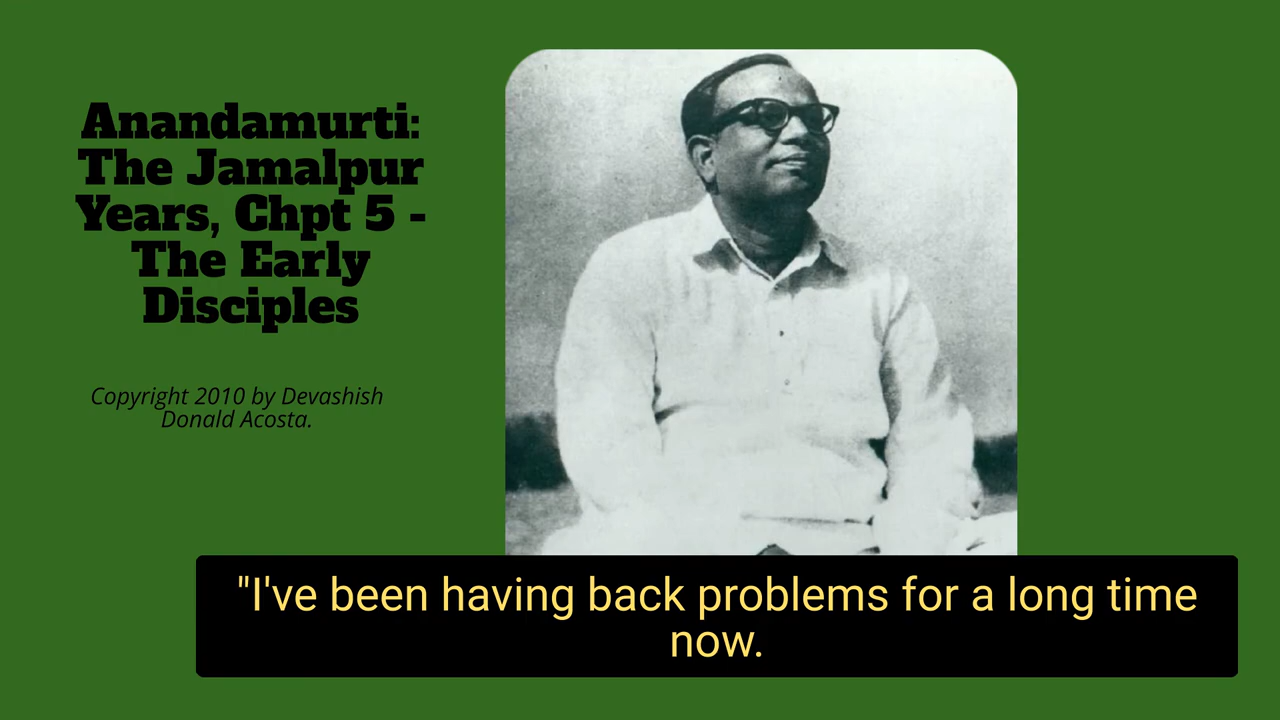 Anandamurti:
The Jamalpur
Years, Chpt 5 -
The Early
Disciples
Copyright 2010 by Devashish
Donald Acosta.
"I've been having back problems for a long time
now.